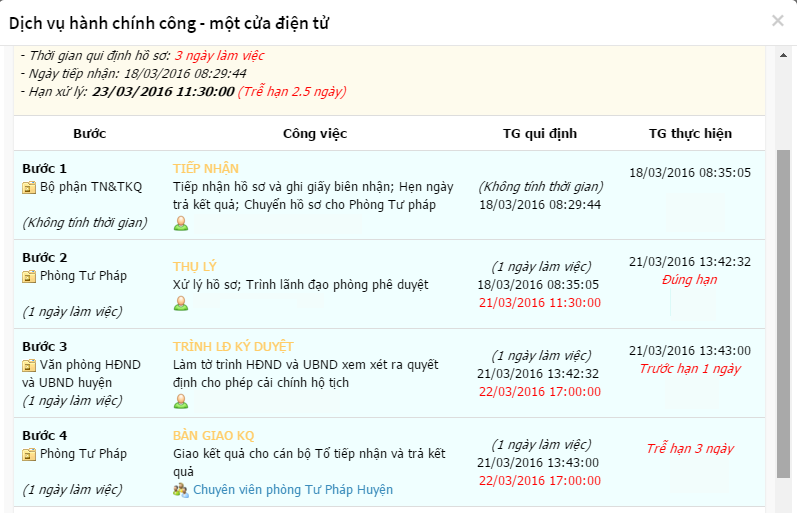 Dịch vụ hành chính công - một cửa điện tử
×
- Thời gian qui định hồ sơ: 3 ngày làm việc
- Ngày tiếp nhận: 18/03/2016 08:29:44
- Hạn xử lý: 23/03/2016 11:30:00 (Trễ hạn 2.5 ngày)
Bước Công việc TG qui định TG thực hiện
Bước 1
Bộ phận TN&TKQ
(Không tính thời gian)
TIẾP NHẬN
Tiếp nhận hồ sơ và ghi giấy biên nhận; Hẹn ngày
trả kết quả; Chuyển hồ sơ cho Phòng Tư pháp
(Không tính thời gian)
18/03/2016 08:29:44
18/03/2016 08:35:05
Bước 2
Phòng Tư Pháp
(1 ngày làm việc)
THỤ LÝ
Xử lý hồ sơ; Trình lãnh đạo phòng phê duyệt
(1 ngày làm việc)
18/03/2016 08:35:05
21/03/2016 11:30:00
21/03/2016 13:42:32
Đúng hạn
Bước 3
Văn phòng HĐND
và UBND huyện
(1 ngày làm việc)
TRÌNH LĐ KÝ DUYỆT
Làm tờ trình HĐND và UBND xem xét ra quyết
định cho phép cải chính hộ tịch
(1 ngày làm việc)
21/03/2016 13:42:32
22/03/2016 17:00:00
21/03/2016 13:43:00
Trước hạn 1 ngày
Bước 4
Phòng Tư Pháp
(1 ngày làm việc)
BÀN GIAO KQ
Giao kết quả cho cán bộ Tổ tiếp nhận và trả kết
quả
Chuyên viên phòng Tư Pháp Huyện
(1 ngày làm việc)
21/03/2016 13:43:00
22/03/2016 17:00:00
Trễ hạn 3 ngày